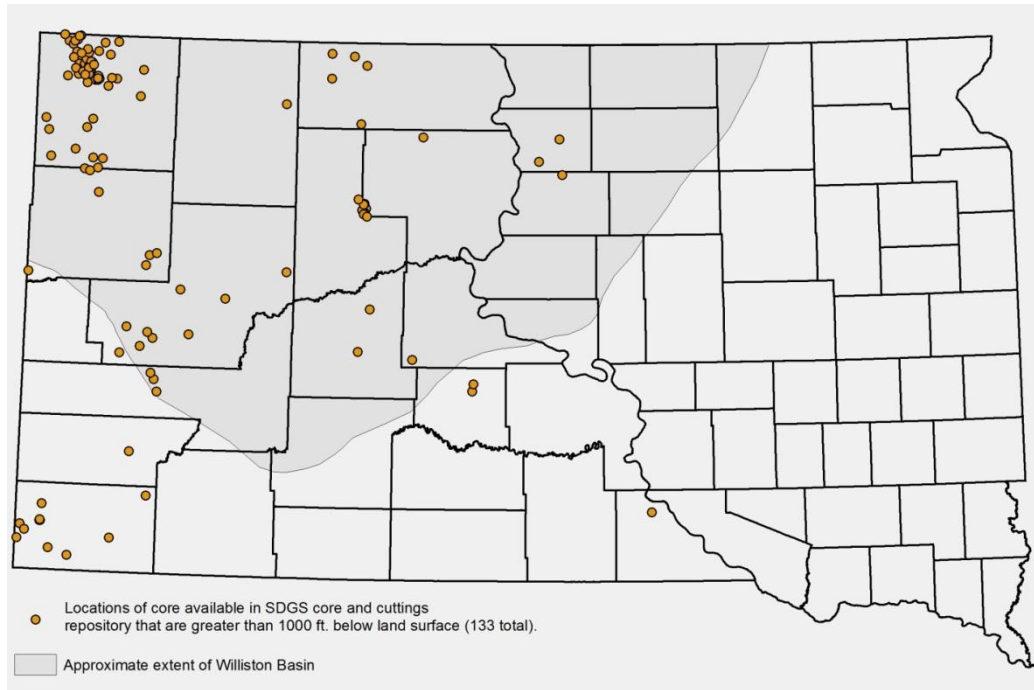 Locations of core available in SDGS core and cuttings
repository that are greater than 1000 ft. below land surface (133 total).
Approximate extent of Williston Basin